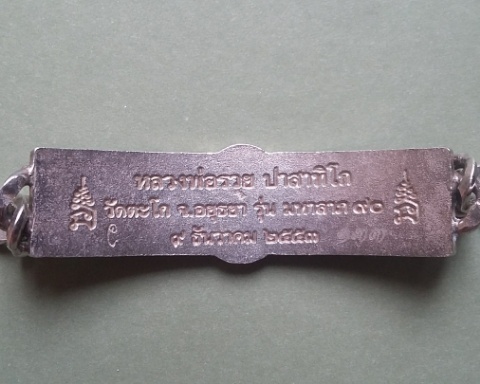 หลวงพ่อรวย ปาสาทิโก
วัดตะโก จ.อยุธยา รุ่น มหาลาภ ๙๐
๙ ธันวาคม ๒๕๕๓